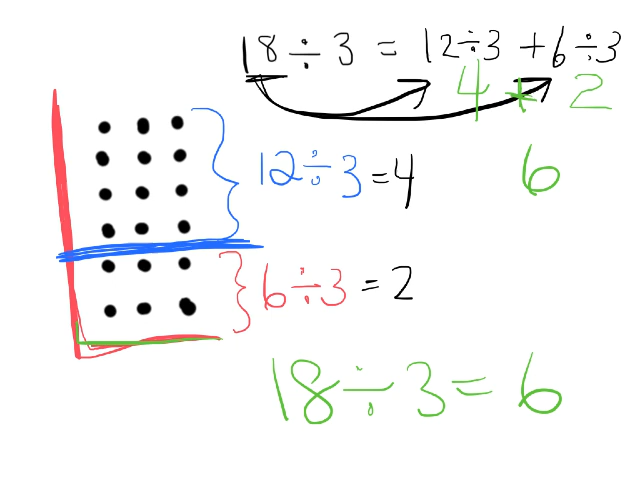 18 ÷ 3 = 12÷3 + 6÷3
4 + 2
12÷3 = 4
6
6÷3 = 2
18÷3 = 6